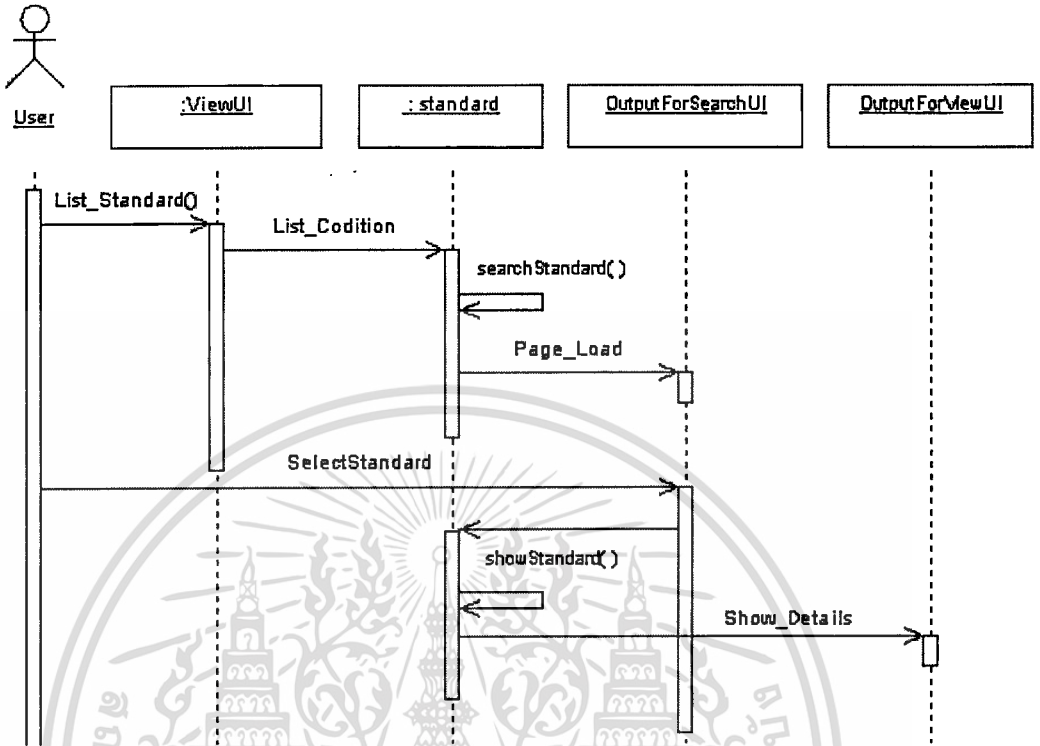 User
:ViewUI
: standard
OutputForSearchUI
OutputForViewUI
List_Standard()
List_Codition
searchStandard( )
Page_Load
SelectStandard
showStandard( )
Show_Details